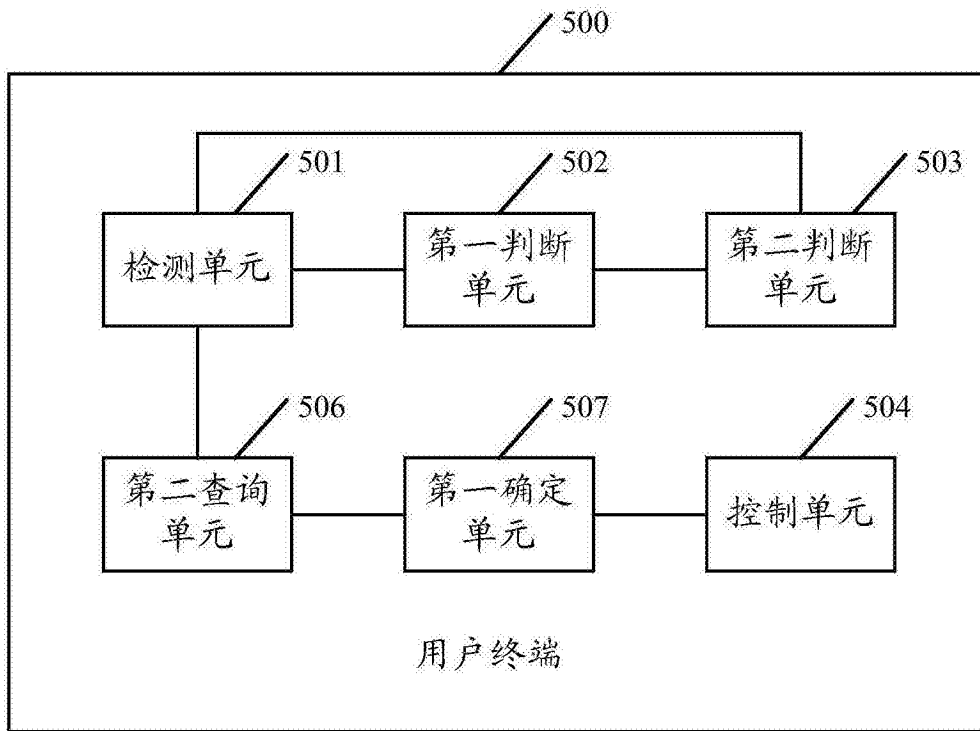 500
501
502
503
检测单元
第一判断
单元
第二判断
单元
506
507
504
第二查询
单元
第一确定
单元
控制单元
用户终端